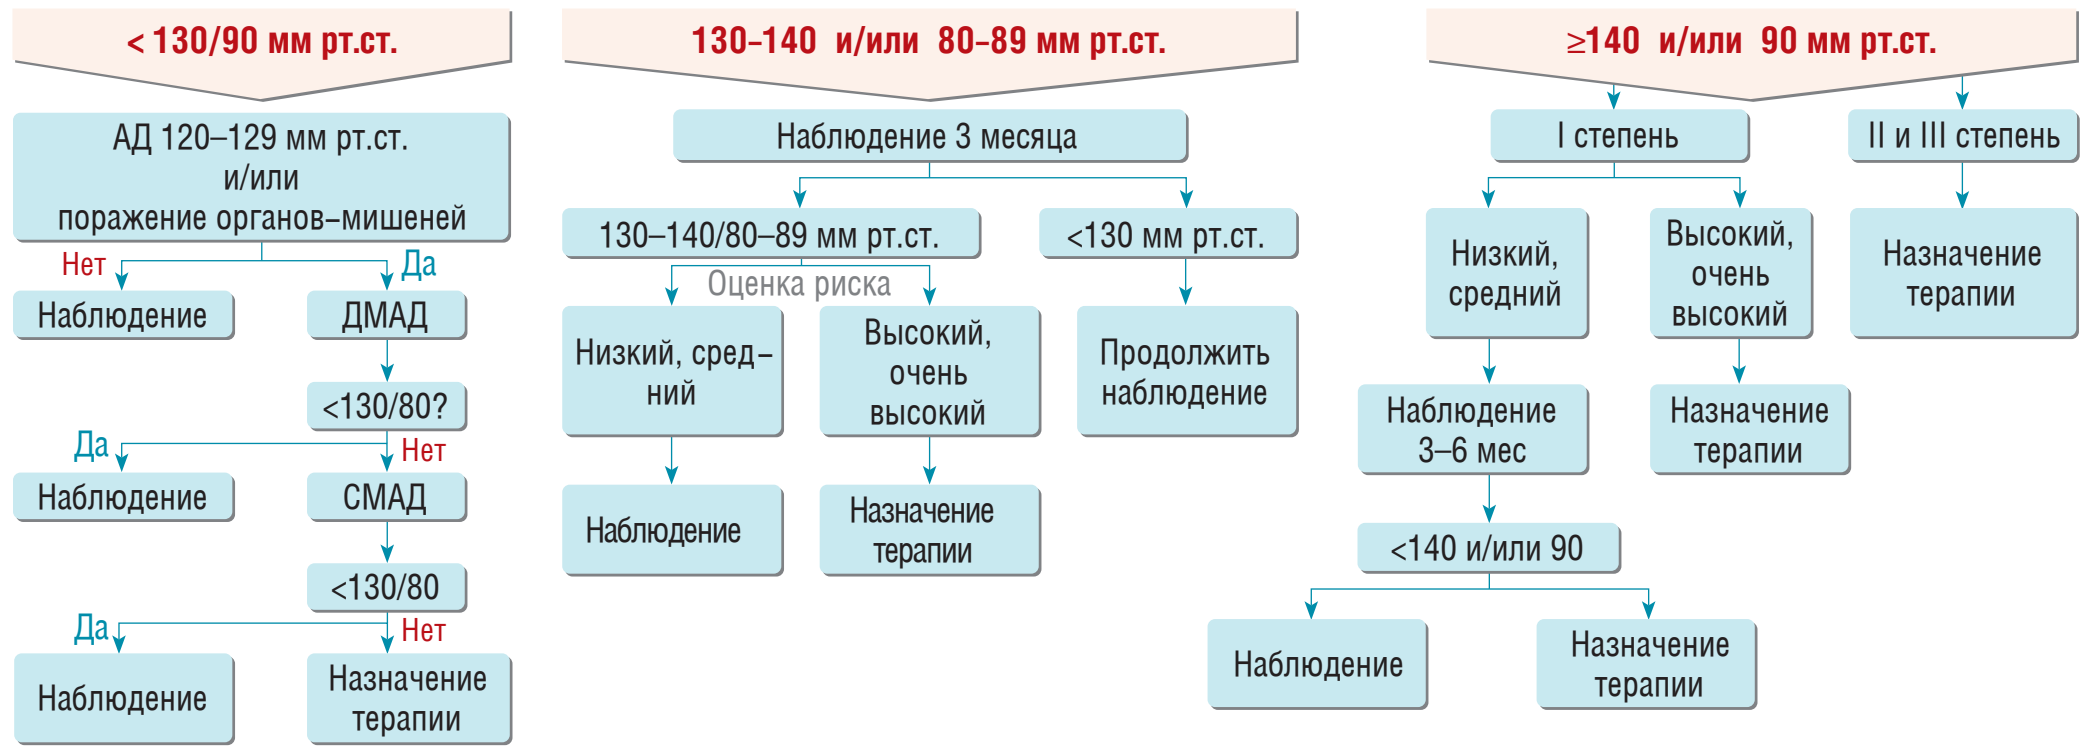 < 130/90 мм рт.ст.
АД 120–129 мм рт.ст.
и/или
поражение органов-мишеней
Нет
Да
Наблюдение
ДМАД
<130/80?
Да
Нет
Наблюдение
СМАД
<130/80
Да
Нет
Наблюдение
Назначение
терапии
130-140 и/или 80-89 мм рт.ст.
Наблюдение 3 месяца
130–140/80–89 мм рт.ст.
<130 мм рт.ст.
Оценка риска
Низкий, сред-
ний
Высокий,
очень
высокий
Продолжить
наблюдение
Наблюдение
Назначение
терапии
≥140 и/или 90 мм рт.ст.
I степень
II и III степень
Низкий,
средний
Высокий,
очень
высокий
Назначение
терапии
Наблюдение
3–6 мес
Назначение
терапии
<140 и/или 90
Наблюдение
Назначение
терапии